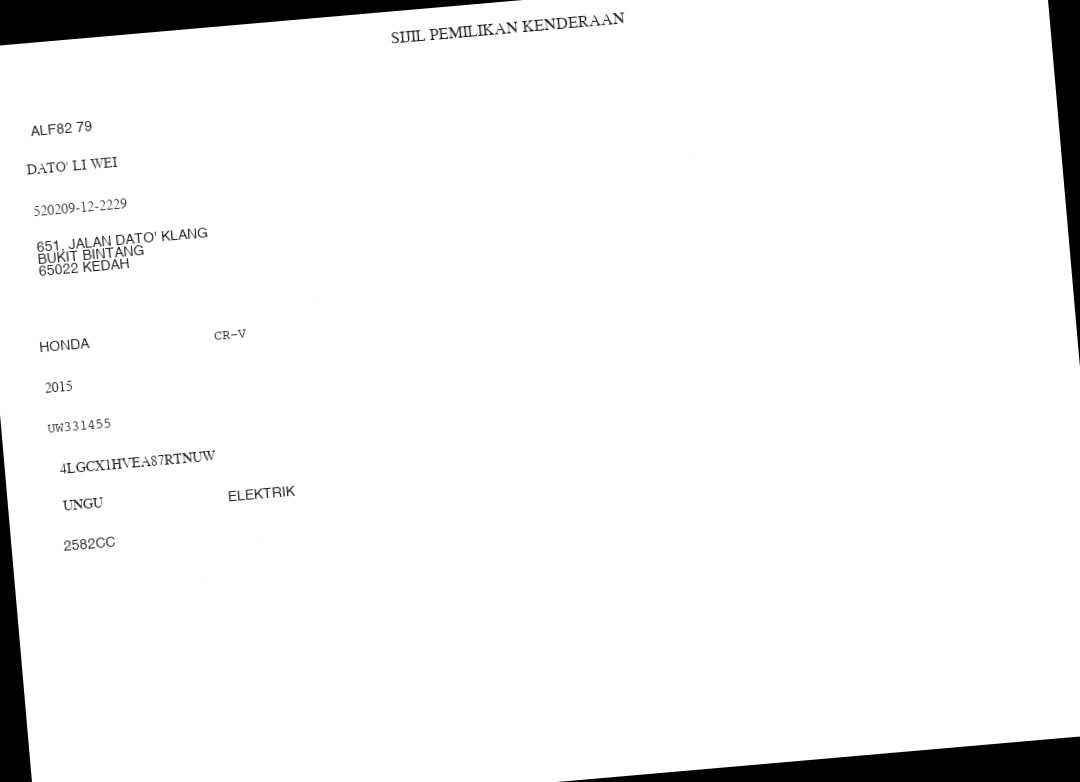 SIJIL PEMILIKAN KENDERAAN
ALF82 79
DATO' LI WEI
520209-12-2229
651, JALAN DATO' KLANG
BUKIT BINTANG
65022 KEDAH
HONDA CR-V
2015
UW331455
4LGCX1HVEA87RTNUW
UNGU ELEKTRIK
2582CC